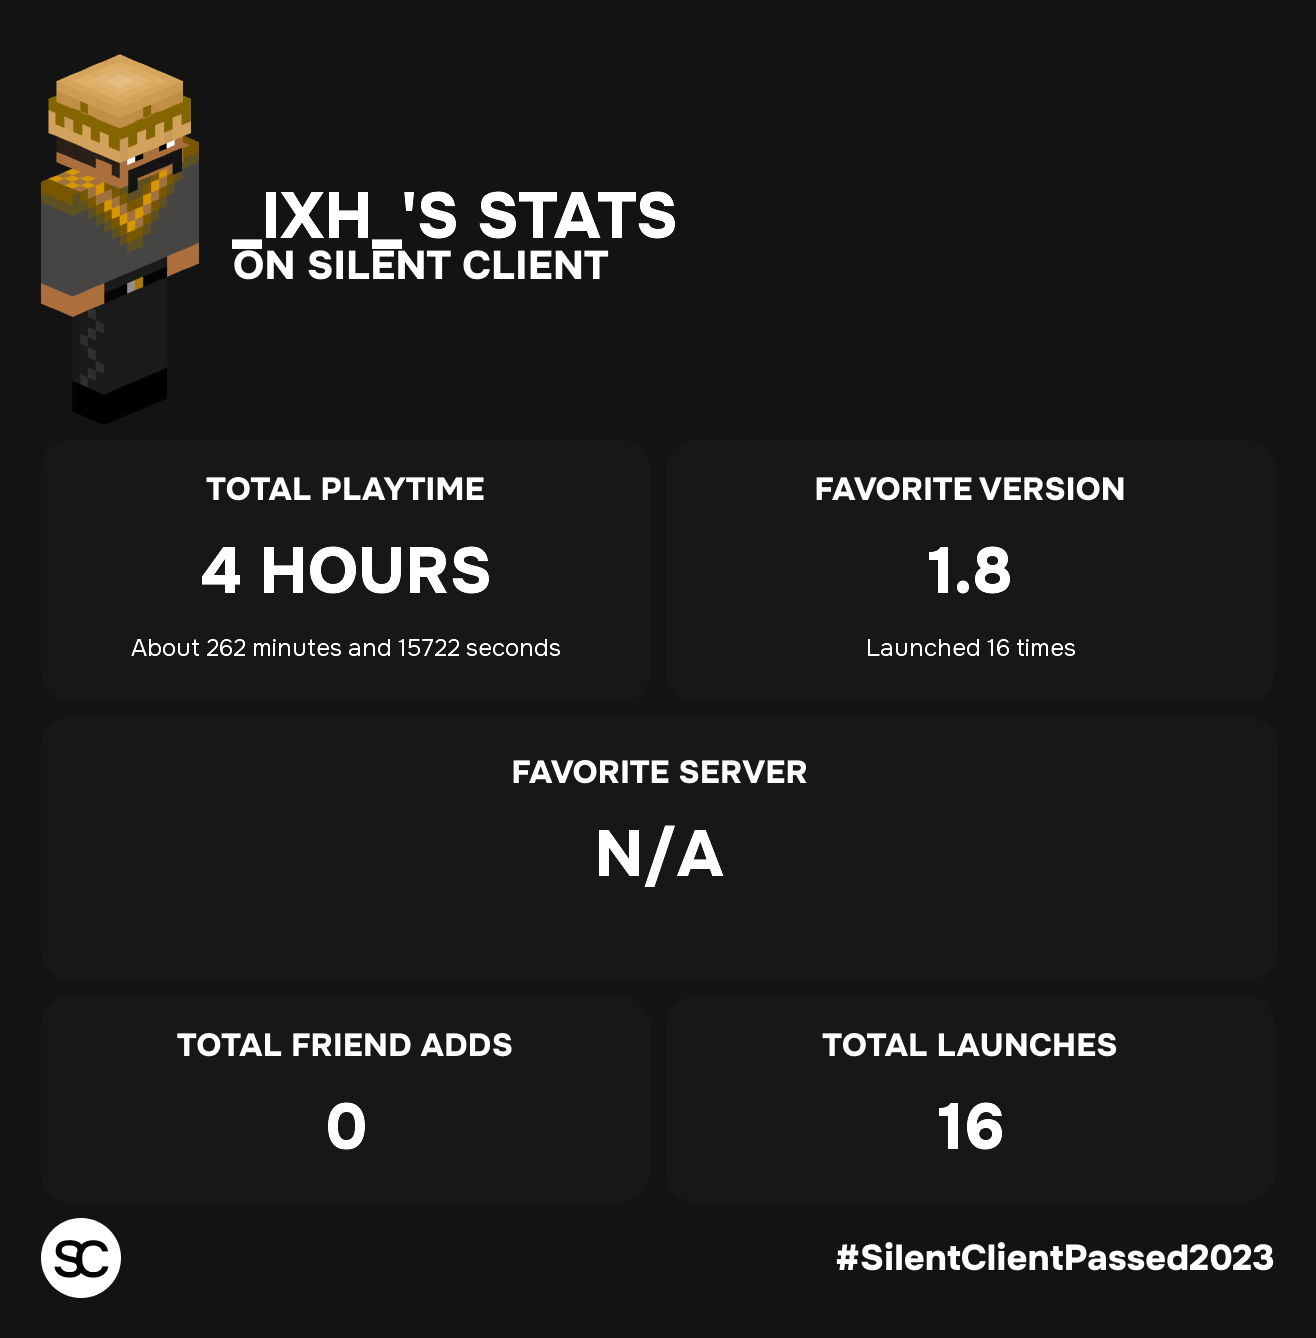 _IXH_'S STATS
ON SILENT CLIENT
TOTAL PLAYTIME
4 HOURS
About 262 minutes and 15722 seconds
FAVORITE VERSION
1.8
Launched 16 times
FAVORITE SERVER
N/A
TOTAL FRIEND ADDS
0
TOTAL LAUNCHES
16
SC
#SilentClientPassed2023